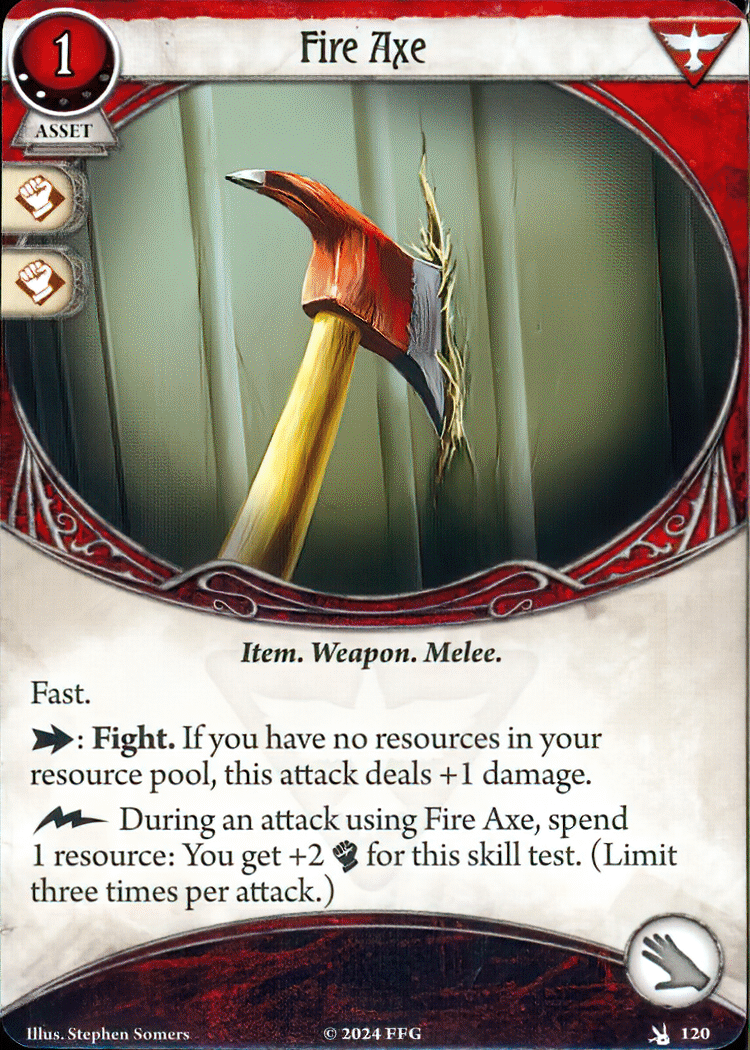 1
Fire Axe
ASSET
Item. Weapon. Melee.
Fast.
: Fight. If you have no resources in your
resource pool, this attack deals +1 damage.
During an attack using Fire Axe, spend
1 resource: You get +2 for this skill test. (Limit
three times per attack.)
Illus. Stephen Somers
© 2024 FFG
120